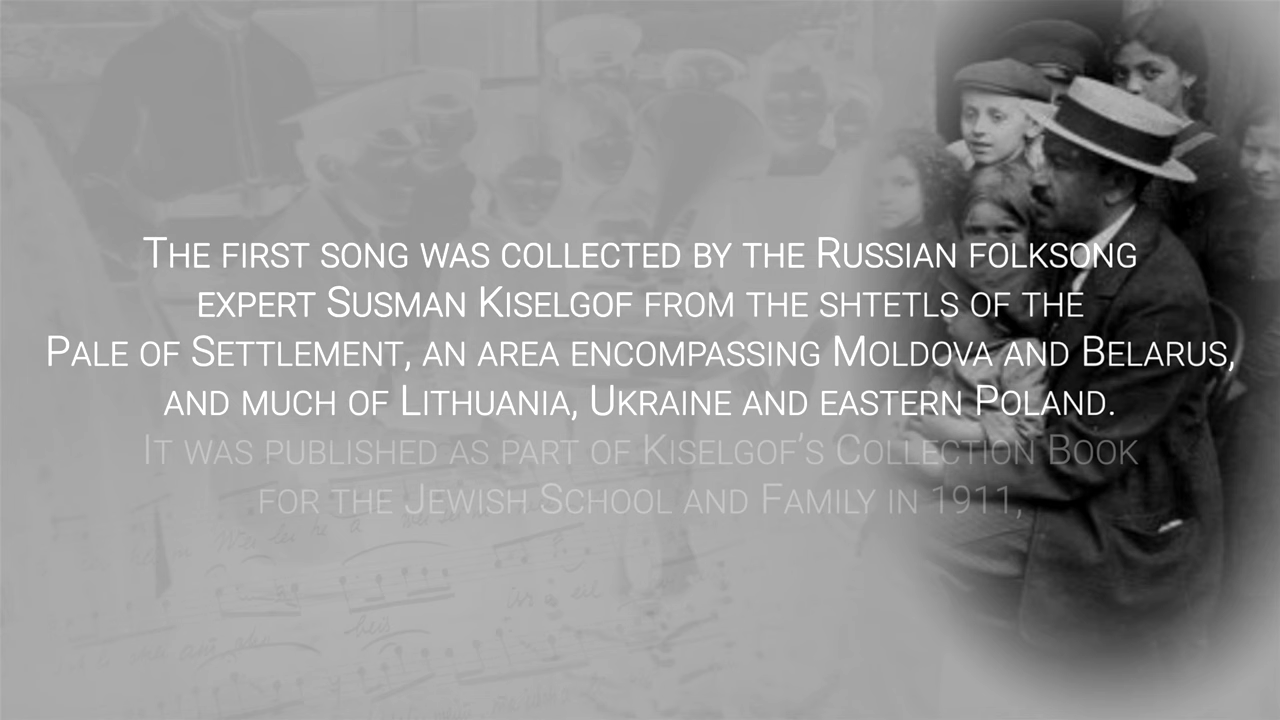 The first song was collected by the Russian folksong
expert Susman Kiselgof from the shtetls of the
Pale of Settlement, an area encompassing Moldova and Belarus,
and much of Lithuania, Ukraine and eastern Poland.
It was published as part of Kiselgof’s Collection Book
for the Jewish School and Family in 1911,